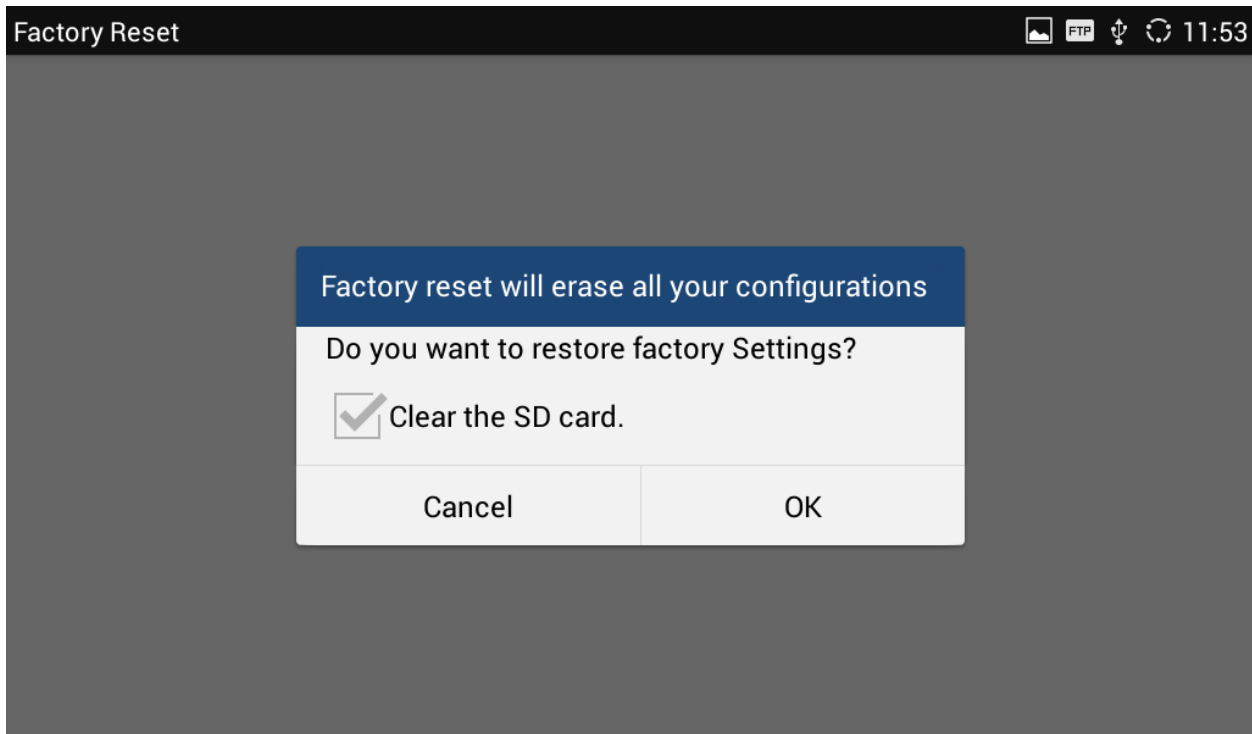 Factory Reset
FTP 11:53
Factory reset will erase all your configurations
Do you want to restore factory Settings?
Clear the SD card.
Cancel OK